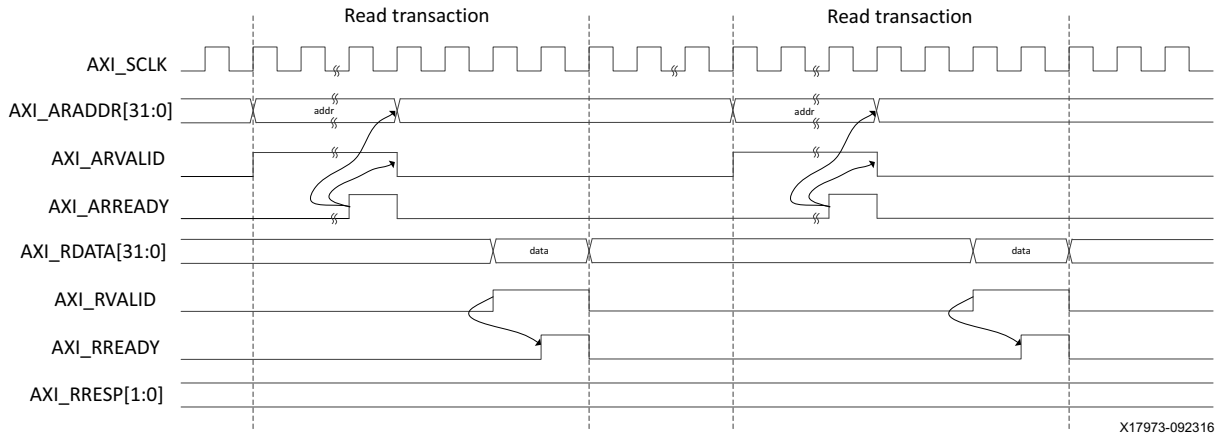 Read transaction Read transaction
AXI_SCLK
AXI_ARADDR[31:0] addr addr
AXI_ARVALID
AXI_ARREADY
AXI_RDATA[31:0] data data
AXI_RVALID
AXI_RREADY
AXI_RRESP[1:0]
X17973-092316